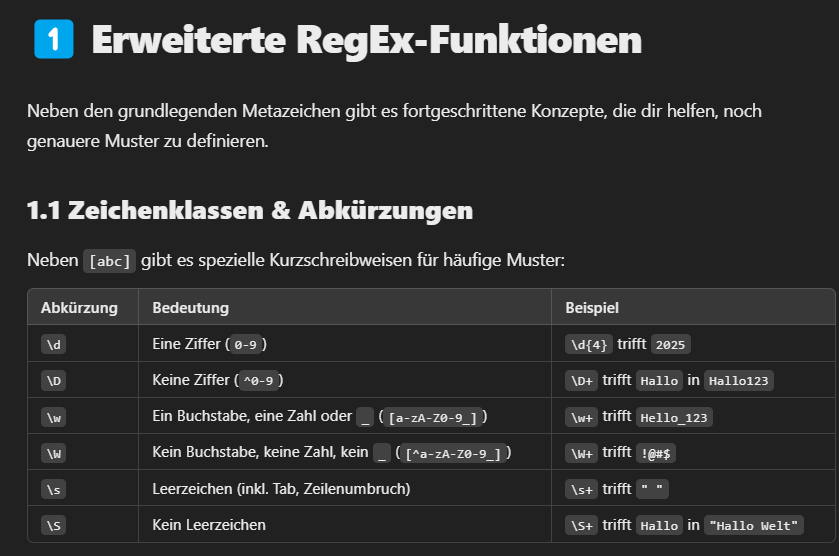 1 Erweiterte RegEx-Funktionen
Neben den grundlegenden Metazeichen gibt es fortgeschrittene Konzepte, die dir helfen, noch
genauere Muster zu definieren.
1.1 Zeichenklassen & Abkürzungen
Neben [abc] gibt es spezielle Kurzschreibweisen für häufige Muster:
Abkürzung Bedeutung Beispiel
\d Eine Ziffer (0-9) \d{4} trifft 2025
\D Keine Ziffer (^0-9) \D+ trifft Hallo in Hallo123
\w Ein Buchstabe, eine Zahl oder _ ([a-zA-Z0-9_]) \w+ trifft Hello_123
\W Kein Buchstabe, keine Zahl, kein _ ([^a-zA-Z0-9_]) \W+ trifft !@#$
\s Leerzeichen (inkl. Tab, Zeilenumbruch) \s+ trifft " "
\S Kein Leerzeichen \S+ trifft Hallo in "Hallo Welt"